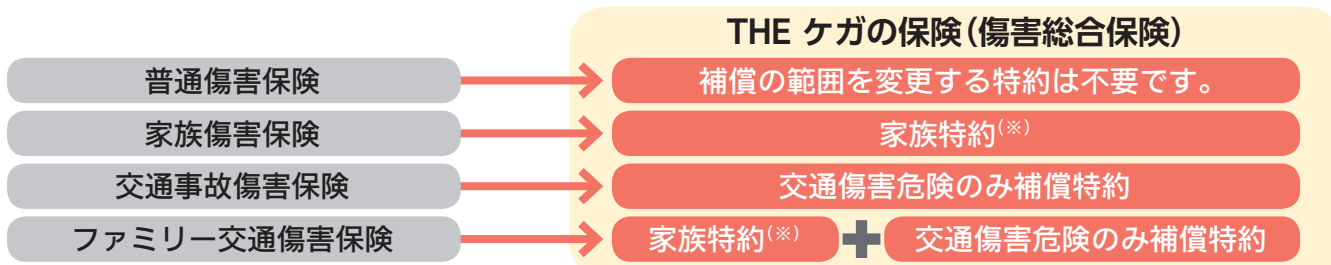 THE ケガの保険(傷害総合保険)
普通傷害保険
補償の範囲を変更する特約は不要です。
家族傷害保険
家族特約(※)
交通事故傷害保険
交通傷害危険のみ補償特約
ファミリー交通傷害保険
家族特約(※) + 交通傷害危険のみ補償特約